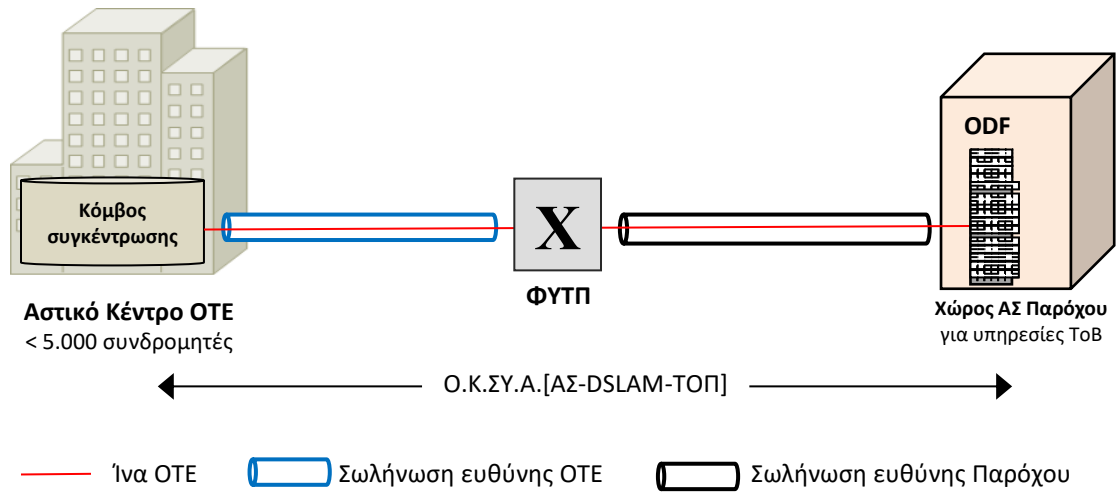 ODF
Κόμβος
συγκέντρωσης
X
ΦΥΤΠ
Αστικό Κέντρο ΟΤΕ
< 5.000 συνδρομητές
Χώρος ΑΣ Παρόχου
για υπηρεσίες ΤοΒ
Ο.Κ.ΣΥ.Α.[ΑΣ-DSLAM-ΤΟΠ]
Ίνα ΟΤΕ
Σωλήνωση ευθύνης ΟΤΕ
Σωλήνωση ευθύνης Παρόχου